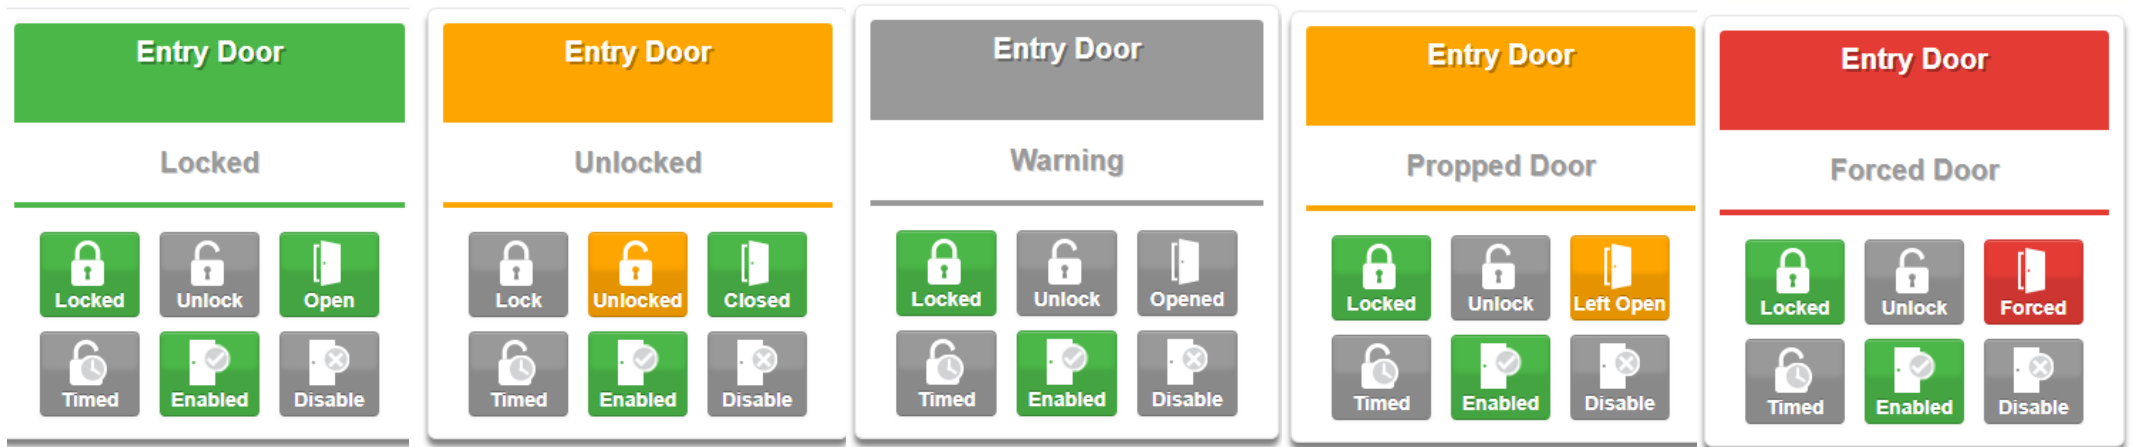 Entry Door
Locked
Locked Unlock Open
Timed Enabled Disable
Entry Door
Unlocked
Lock Unlocked Closed
Timed Enabled Disable
Entry Door
Warning
Locked Unlock Opened
Timed Enabled Disable
Entry Door
Propped Door
Locked Unlock Left Open
Timed Enabled Disable
Entry Door
Forced Door
Locked Unlock Forced
Timed Enabled Disable